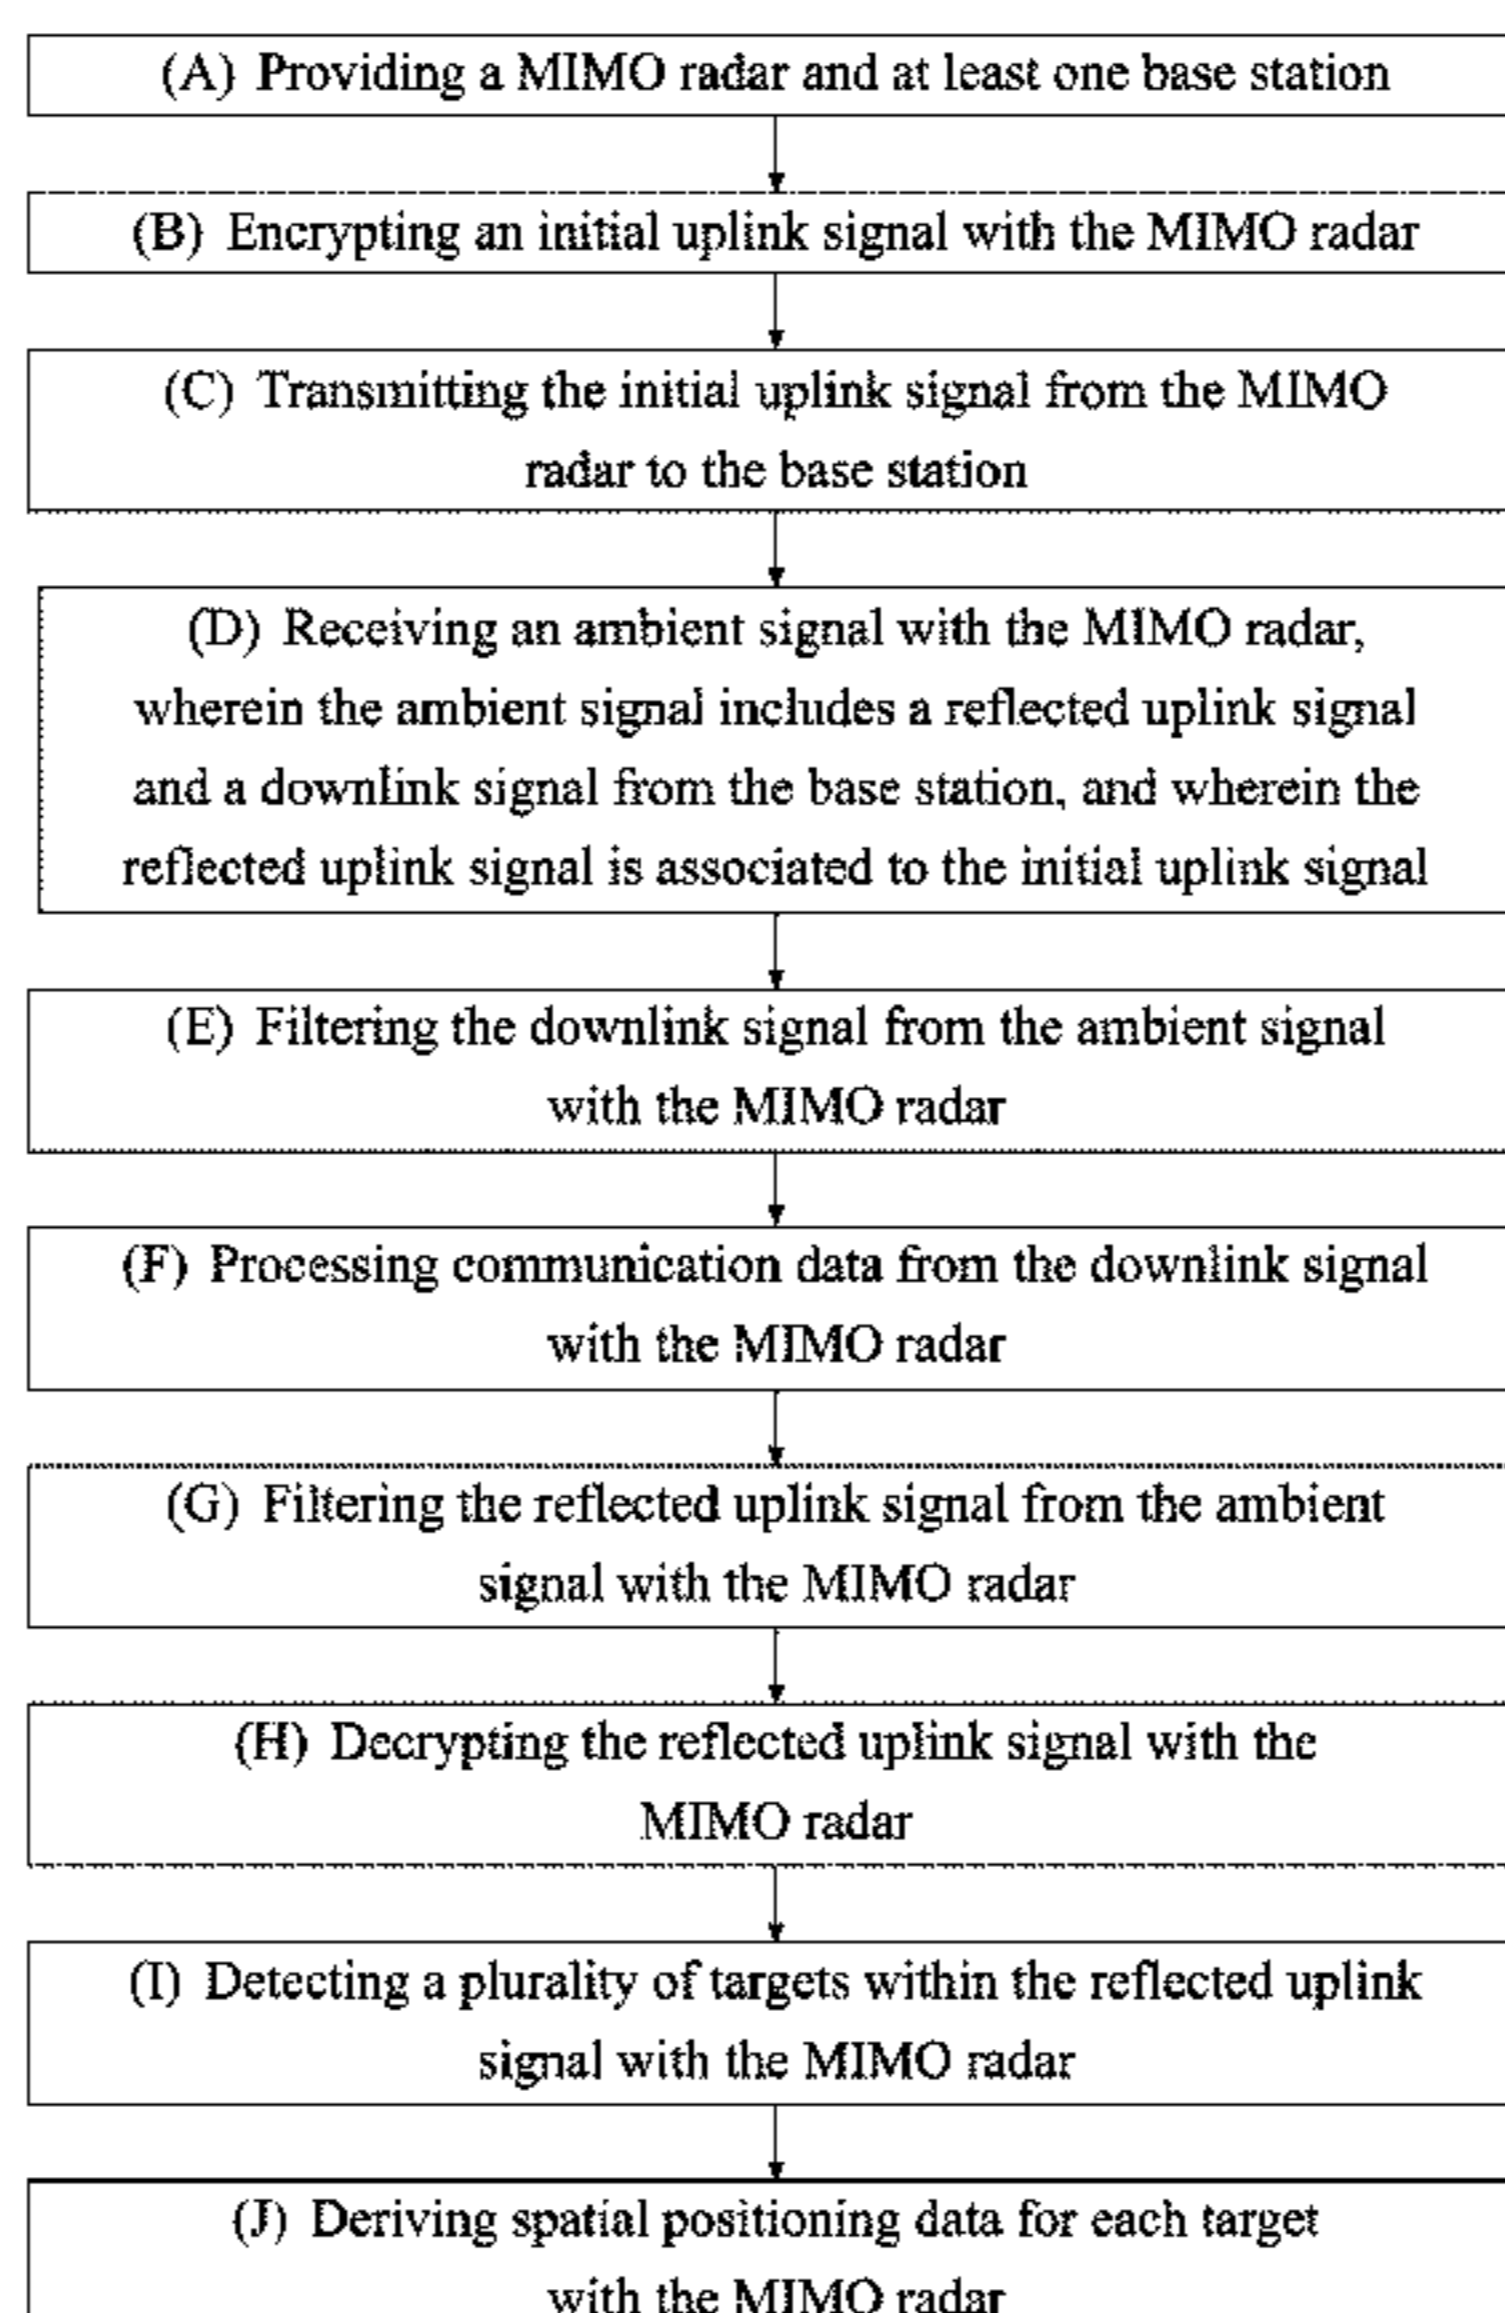 (A) Providing a MIMO radar and at least one base station
(B) Encrypting an initial uplink signal with the MIMO radar
(C) Transmitting the initial uplink signal from the MIMO
radar to the base station
(D) Receiving an ambient signal with the MIMO radar,
wherein the ambient signal includes a reflected uplink signal
and a downlink signal from the base station, and wherein the
reflected uplink signal is associated to the initial uplink signal
(E) Filtering the downlink signal from the ambient signal
with the MIMO radar
(F) Processing communication data from the downlink signal
with the MIMO radar
(G) Filtering the reflected uplink signal from the ambient
signal with the MIMO radar
(H) Decrypting the reflected uplink signal with the
MIMO radar
(I) Detecting a plurality of targets within the reflected uplink
signal with the MIMO radar
(J) Deriving spatial positioning data for each target
with the MIMO radar